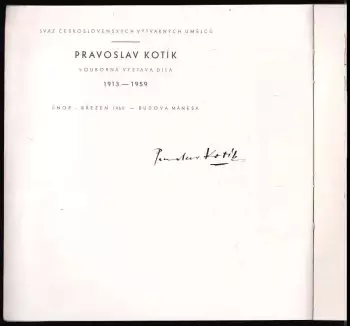 SVAZ ČESKOSLOVENSKÝCH VÝTVARNÝCH UMĚLCŮ
PRAVOSLAV KOTÍK
SOUBORNÁ VÝSTAVA DÍLA
1913 — 1959
ÚNOR - BŘEZEN 1960 — BUDOVA MÁNESA
Pravoslav Kotík